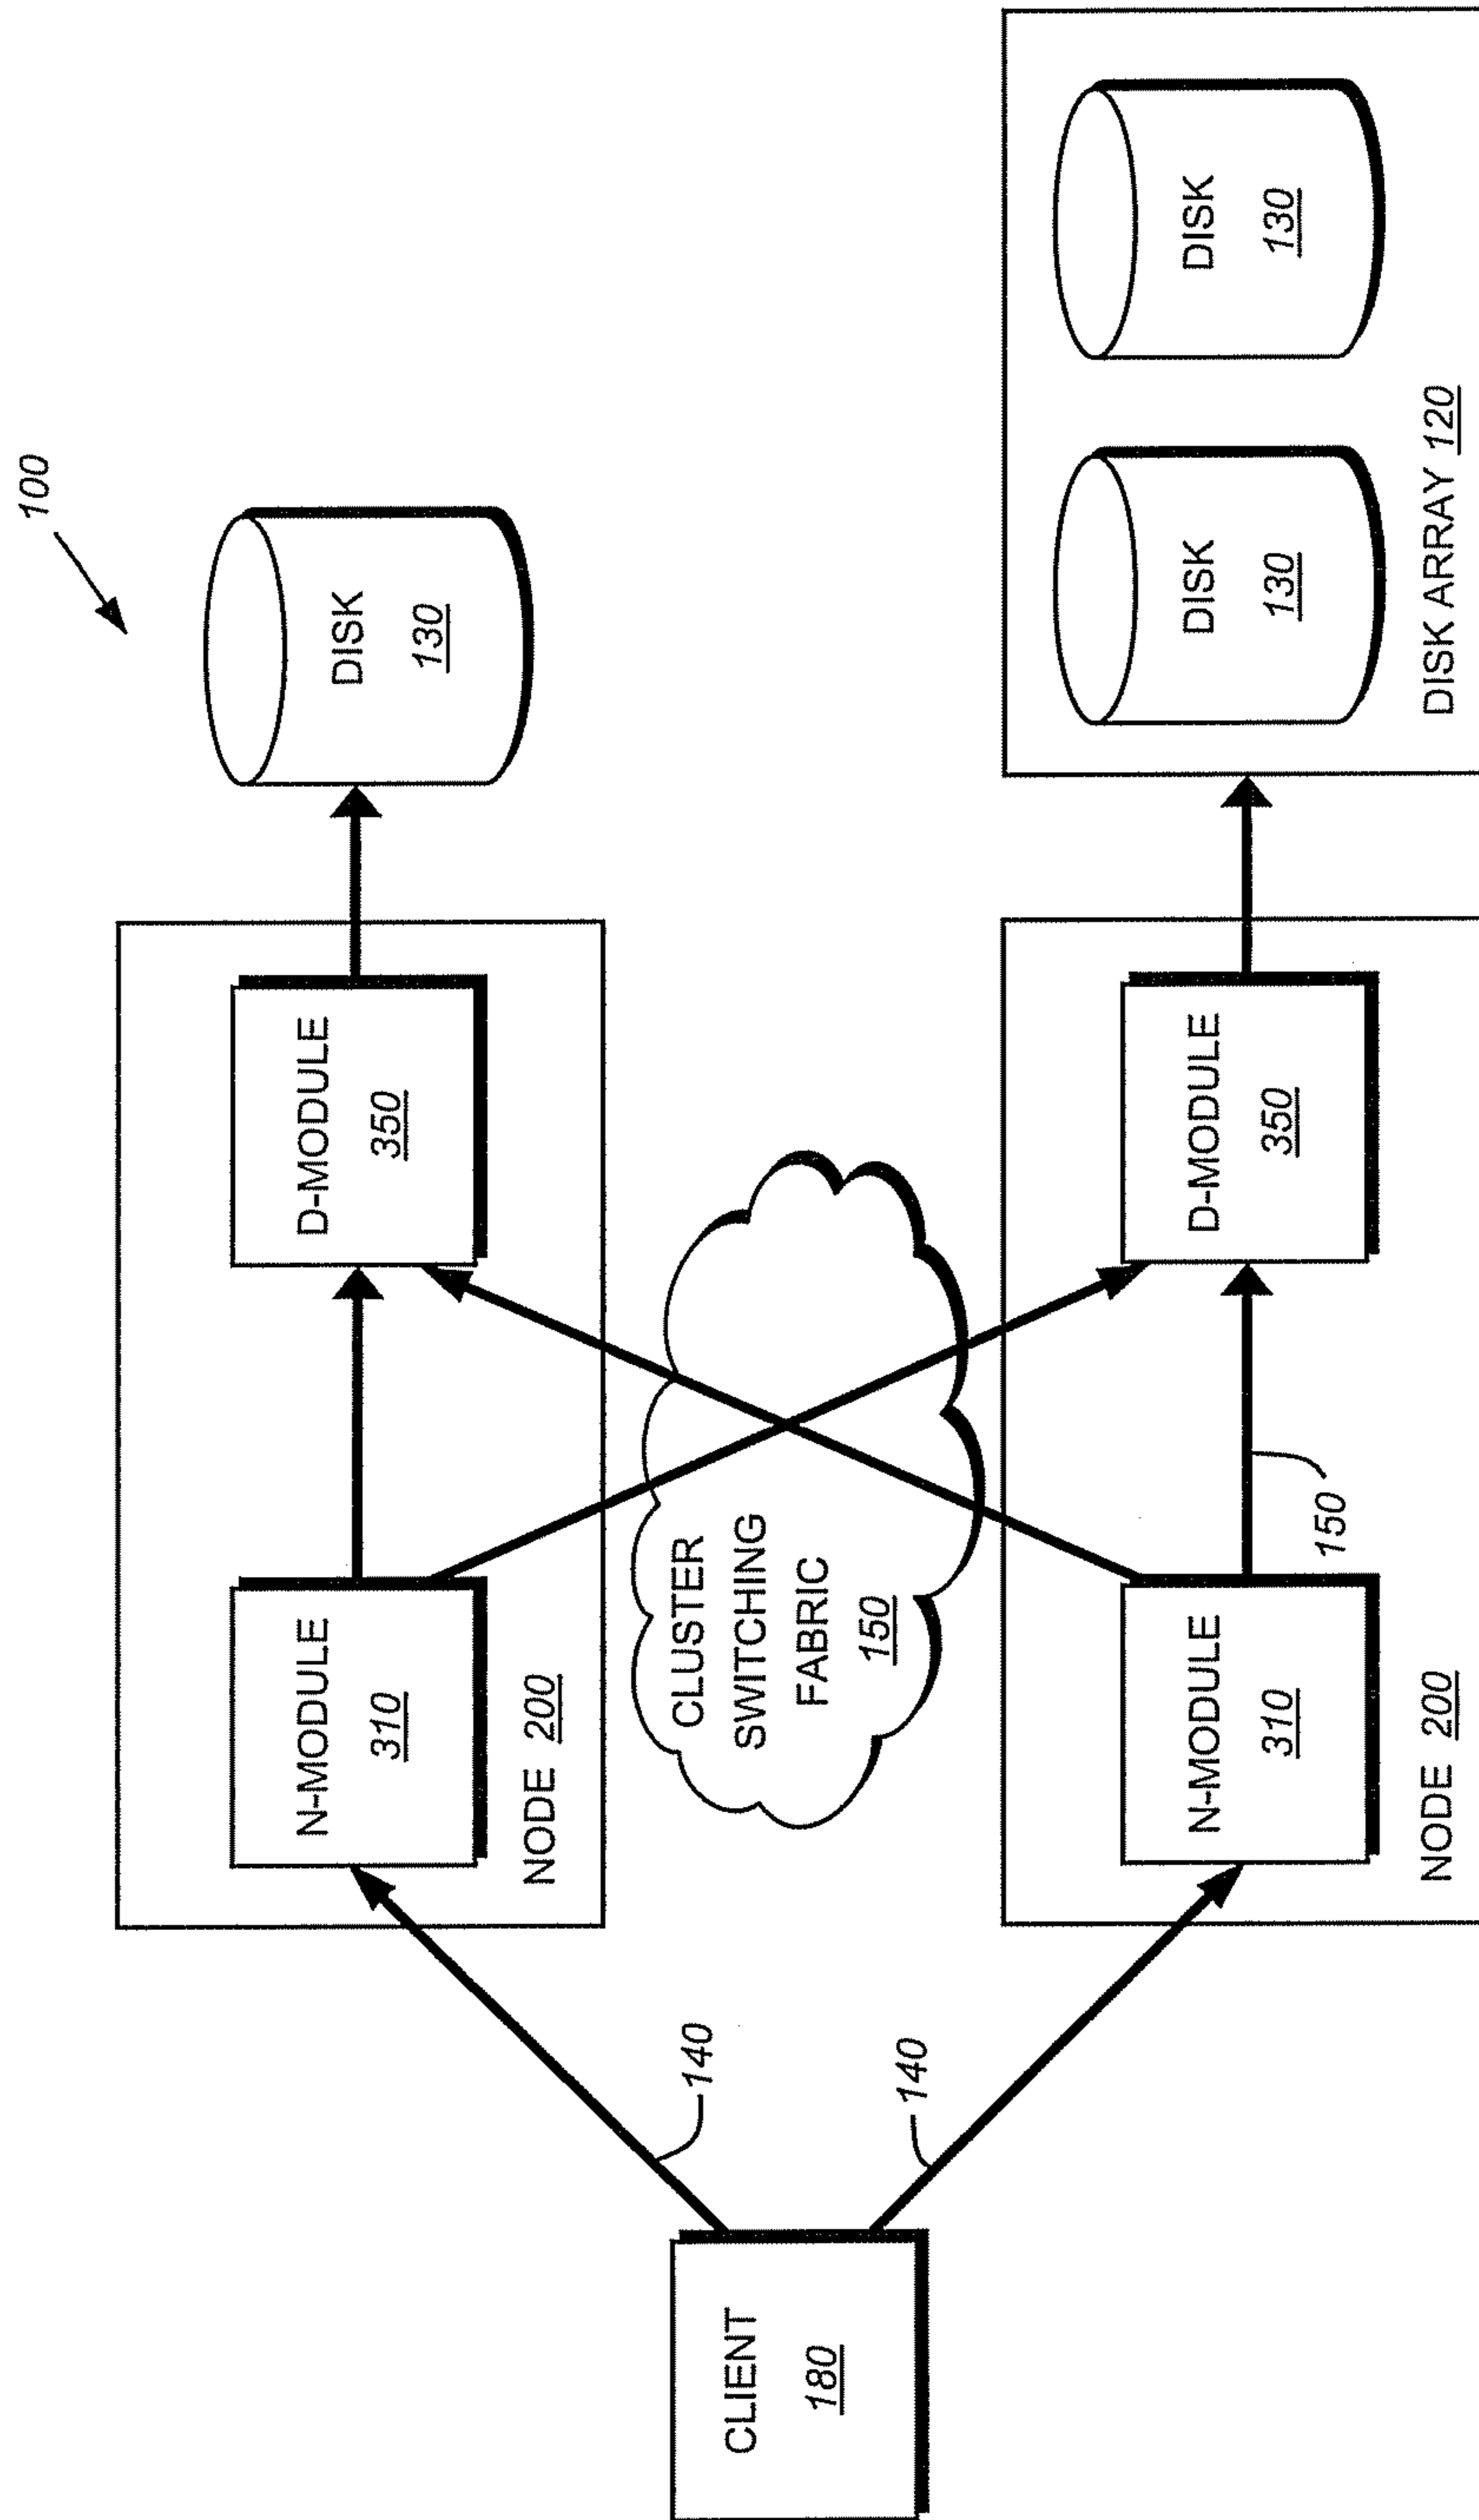 100
CLIENT
180
140
140
N-MODULE
310
NODE 200
D-MODULE
350
DISK
130
CLUSTER
SWITCHING
FABRIC
150
N-MODULE
310
NODE 200
150
D-MODULE
350
DISK
130
DISK
130
DISK ARRAY 120